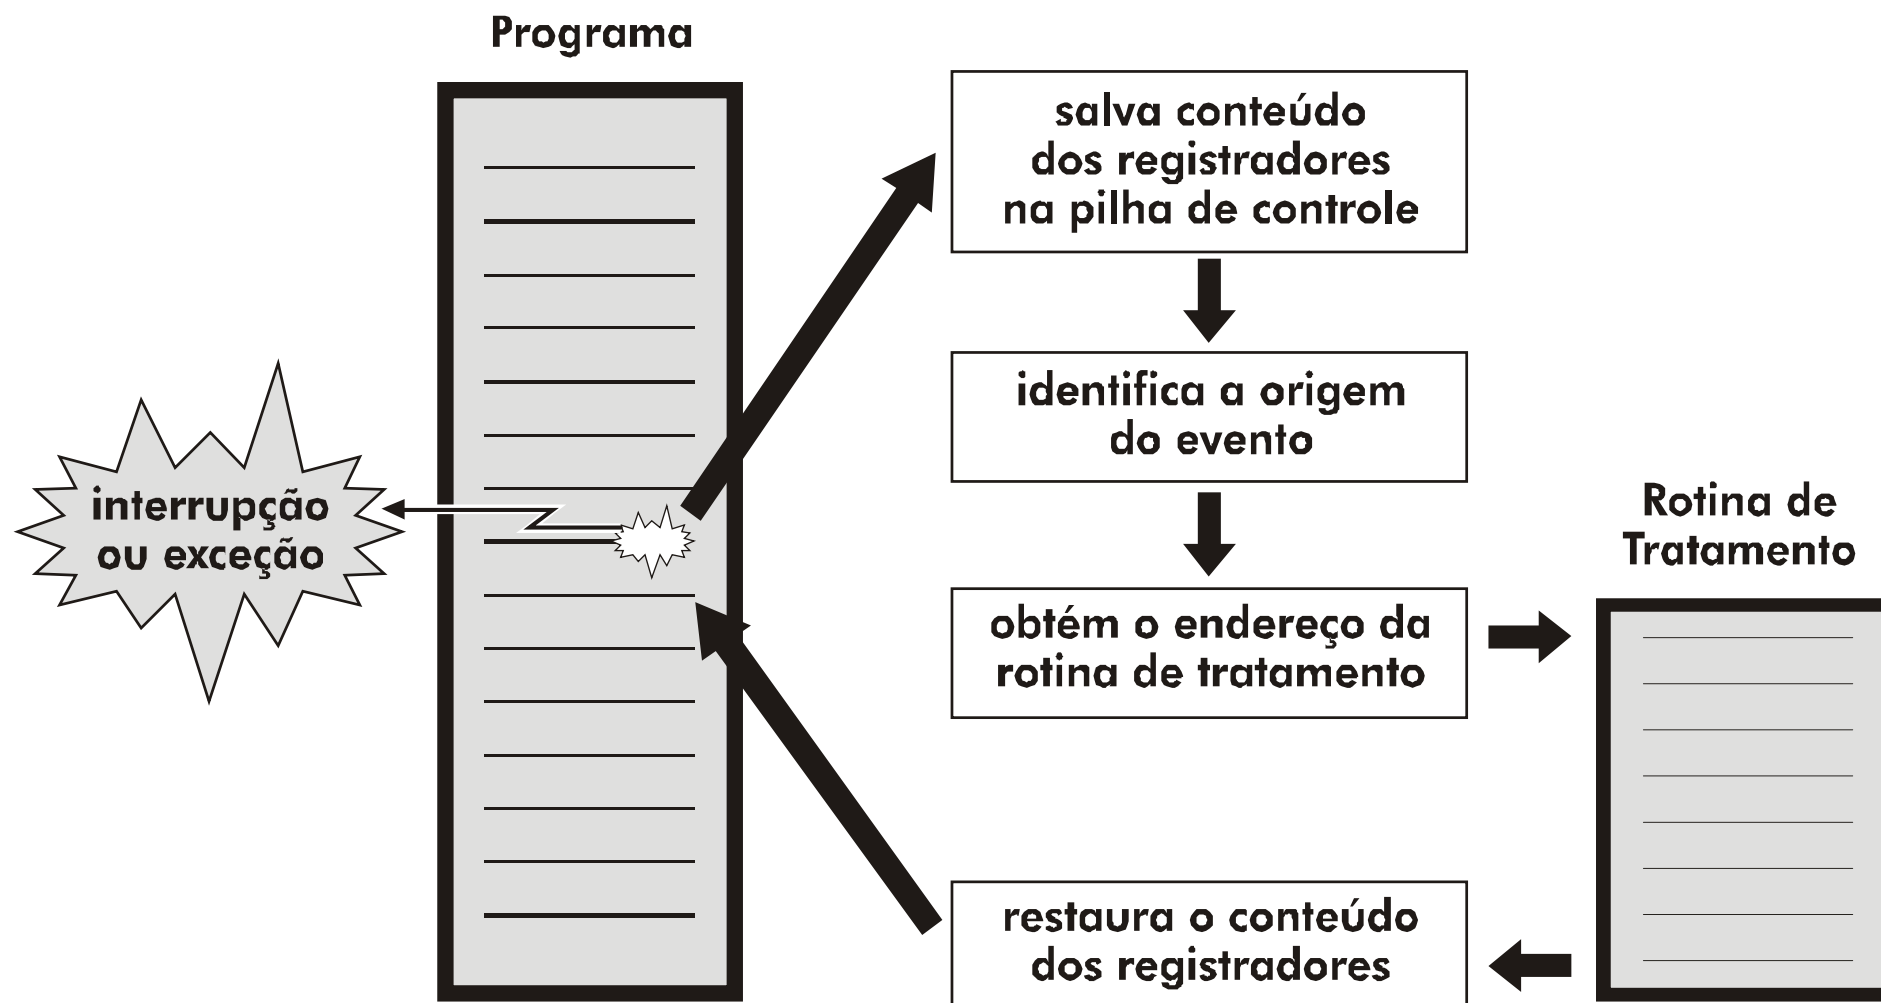 Programa
salva conteúdo
dos registradores
na pilha de controle
identifica a origem
do evento
interrupção
ou exceção
obtém o endereço da
rotina de tratamento
Rotina de
Tratamento
restaura o conteúdo
dos registradores